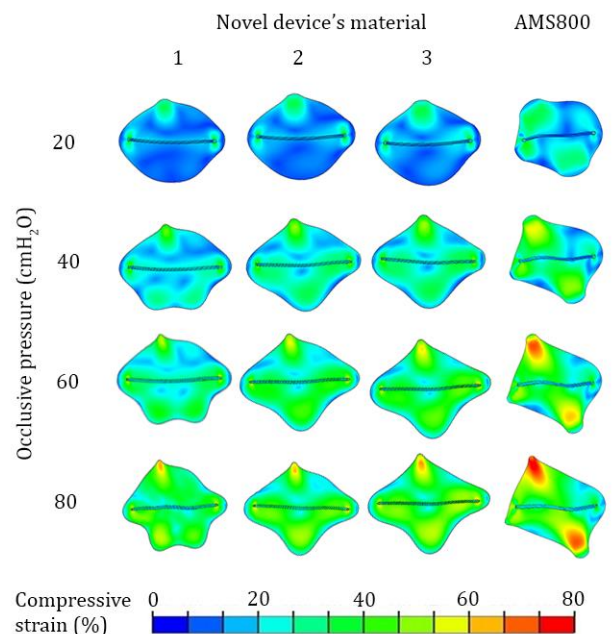 Novel device's material AMS800
1 2 3
20
40
60
80
Occlusive pressure (cmH₂O)
Compressive strain (%)
0 20 40 60 80